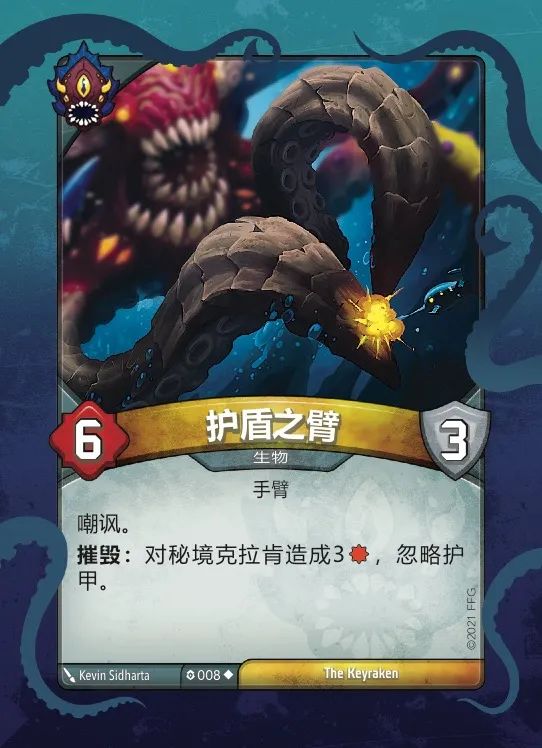 护盾之臂
6
3
生物
手臂
嘲讽。
摧毁：对秘境克拉肯造成3，忽略护
甲。
©2021 FFG
Kevin Sidharta
008
The Keyraken